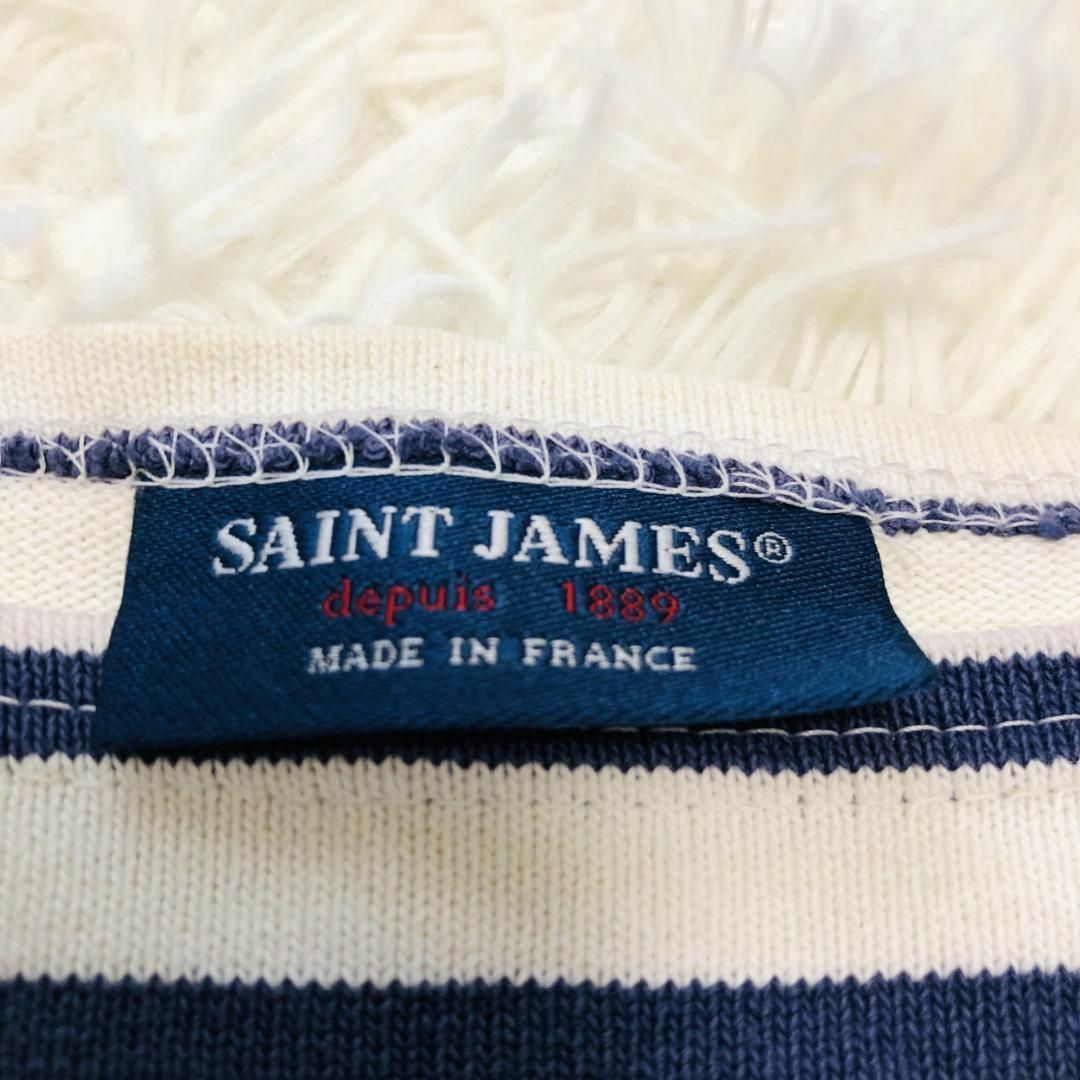 SAINT JAMES®
depuis 1889
MADE IN FRANCE